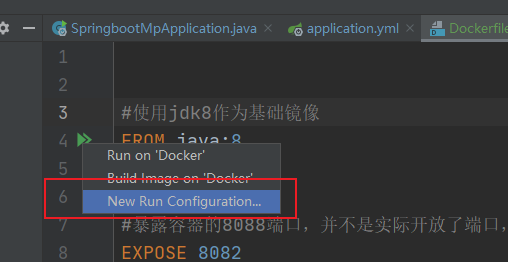 SpringbootMpApplication.java
application.yml
Dockerfile
1
2
3 #使用jdk8作为基础镜像
4 FROM java:8
Run on 'Docker'
5
Build Image on 'Docker'
6
New Run Configuration...
7 #暴露容器的8088端口，并不是实际开放了端口，
8 EXPOSE 8082